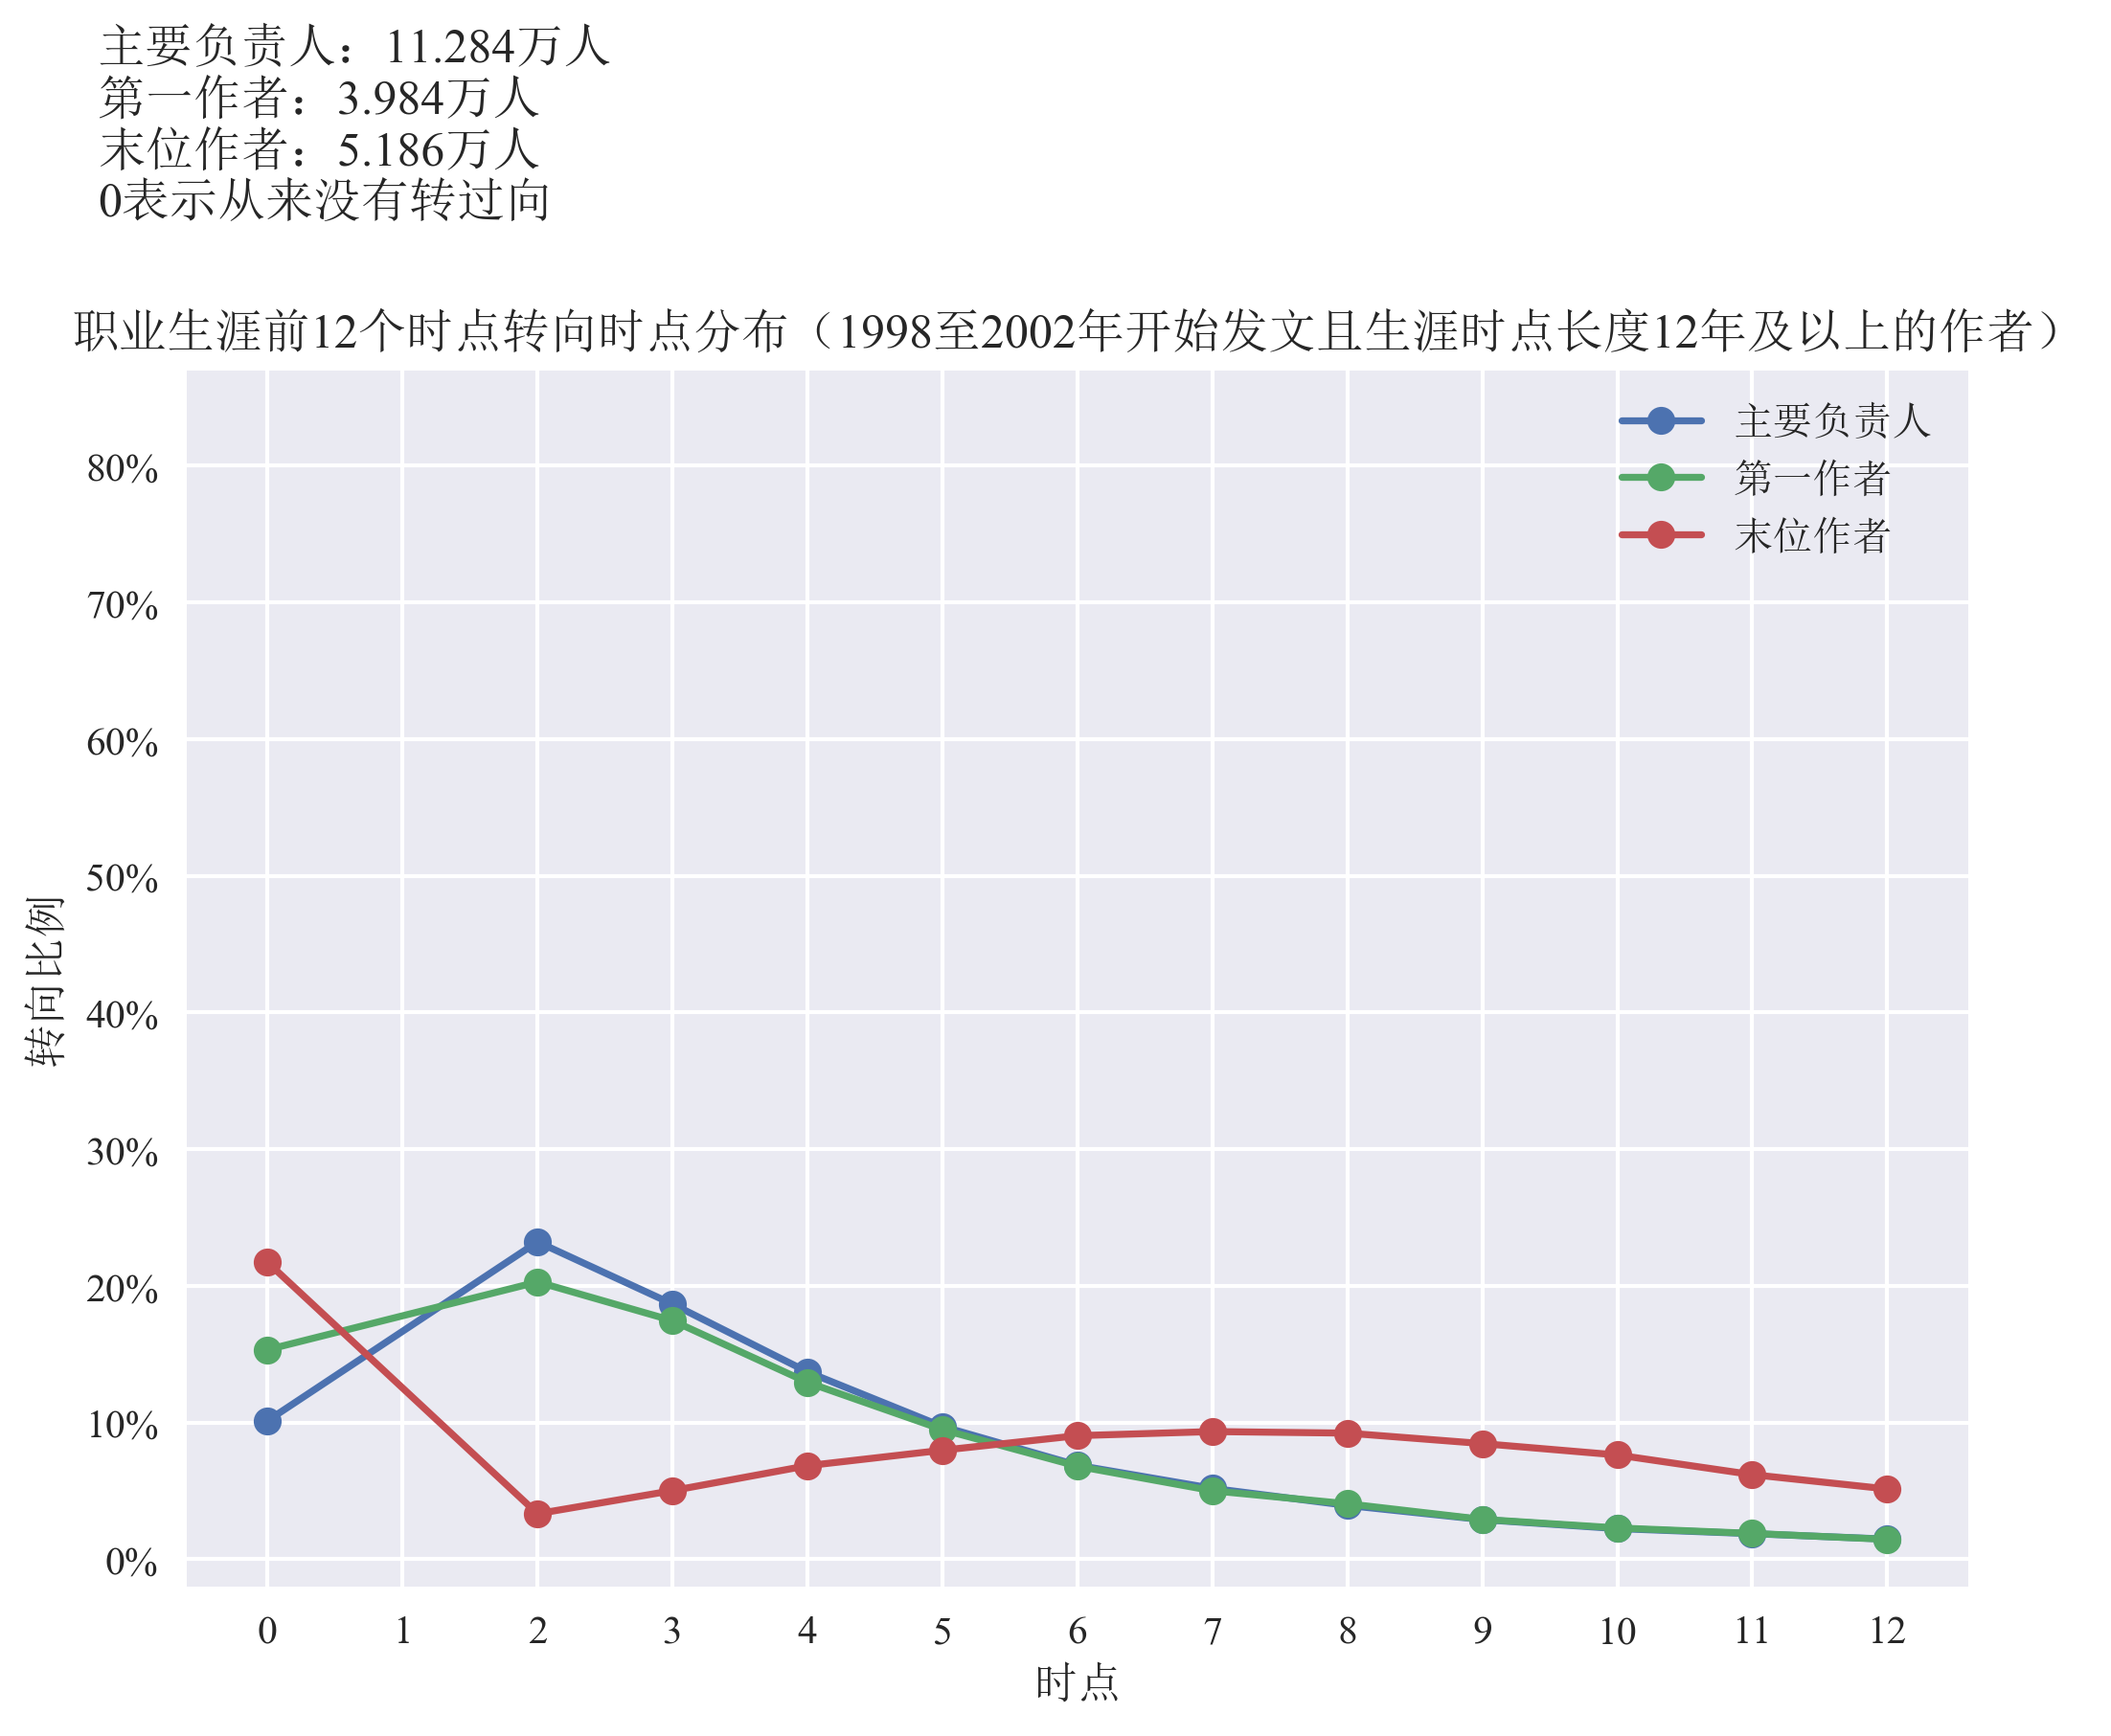 主要负责人：11.284万人
第一作者：3.984万人
末位作者：5.186万人
0表示从来没有转过向
职业生涯前12个时点转向时点分布（1998至2002年开始发文且生涯时点长度12年及以上的作者）
主要负责人
第一作者
末位作者
80%
70%
60%
50%
40%
30%
20%
10%
0%
转向比例
0 1 2 3 4 5 6 7 8 9 10 11 12
时点